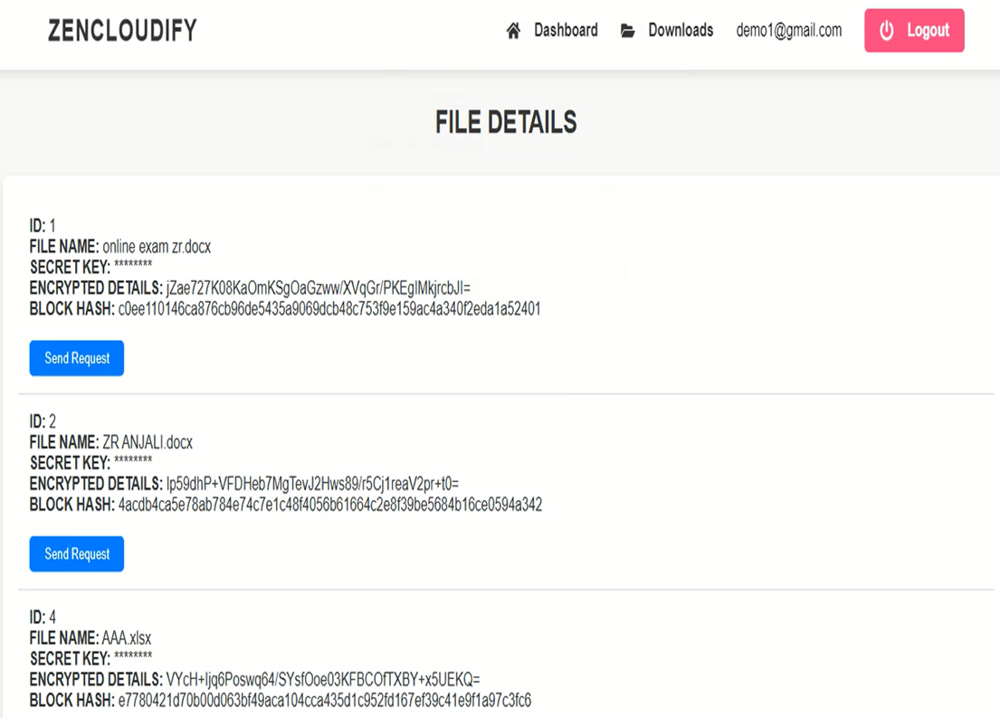 ZENCLOUDIFY
Dashboard
Downloads
demo1@gmail.com
Logout
FILE DETAILS
ID: 1
FILE NAME: online exam zr.docx
SECRET KEY: ********
ENCRYPTED DETAILS: jZae727K08KaOmKSgOaGzww/XVqGr/PKEglMkjrcbJI=
BLOCK HASH: c0ee110146ca876cb96de5435a9069dcb48c753f9e159ac4a340f2eda1a52401
Send Request
ID: 2
FILE NAME: ZR ANJALI.docx
SECRET KEY: ********
ENCRYPTED DETAILS: lp59dhP+VFDHeb7MgTevJ2Hws89/r5Cj1reaV2pr+t0=
BLOCK HASH: 4acdb4ca5e78ab784e74c7e1c48f4056b61664c2e8f39be5684b16ce0594a342
Send Request
ID: 4
FILE NAME: AAA.xlsx
SECRET KEY: ********
ENCRYPTED DETAILS: VYcH+Ijq6Poswq64/SYsfOoe03KFBCOfTXBY+x5UEKQ=
BLOCK HASH: e7780421d70b00d063bf49aca104cca435d1c952fd167ef39c41e9f1a97c3fc6